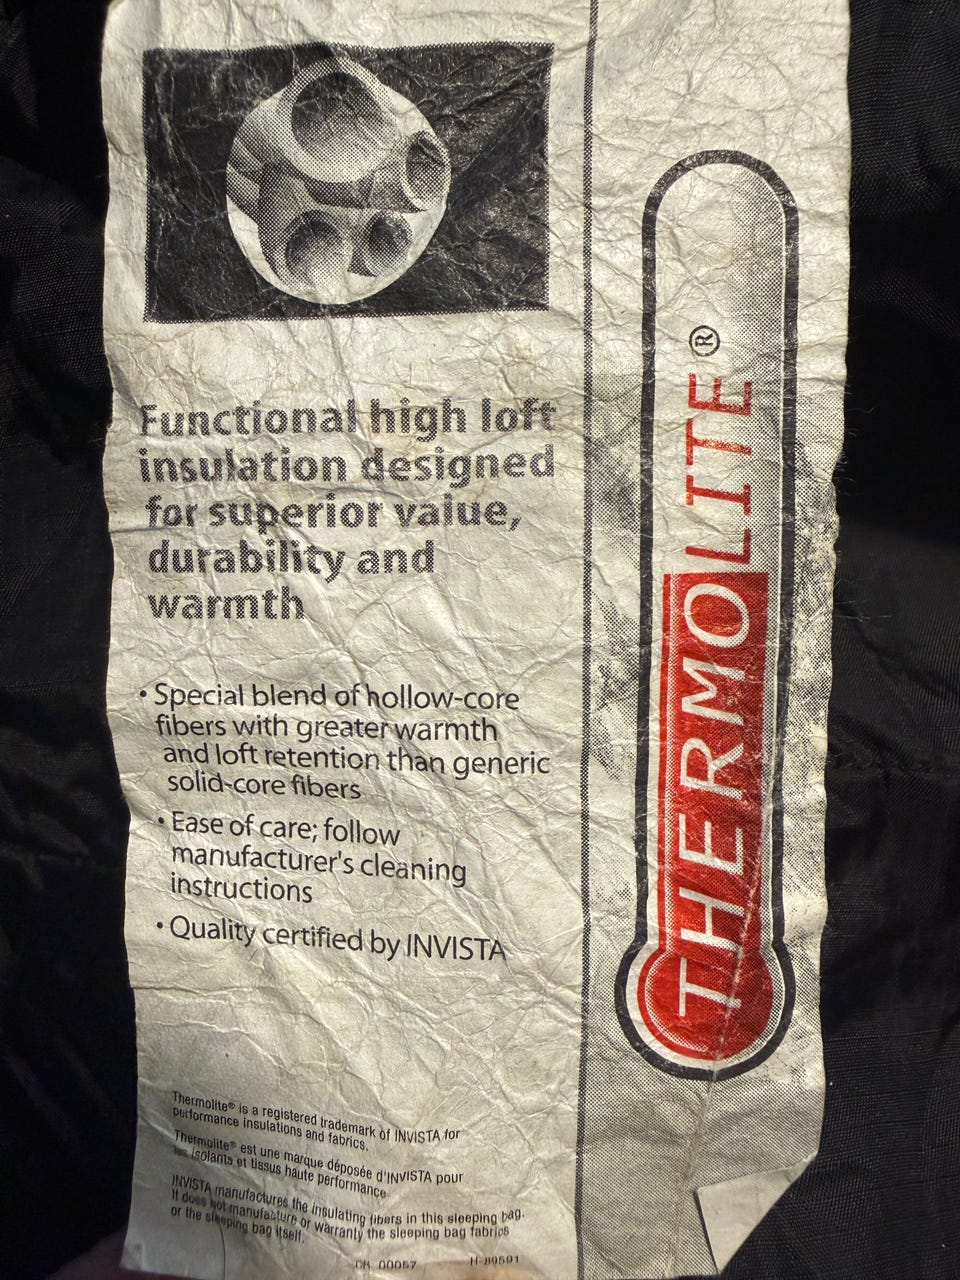 Functional high loft
insulation designed
for superior value,
durability and
warmth
• Special blend of hollow-core
fibers with greater warmth
and loft retention than generic
solid-core fibers
• Ease of care; follow
manufacturer's cleaning
instructions
• Quality certified by INVISTA
Thermolite® is a registered trademark of INVISTA for
performance insulations and fabrics.
Thermolite® est une marque déposée d'INVISTA pour
les isolants et tissus haute performance.
INVISTA manufactures the insulating fibers in this sleeping bag.
It does not manufacture or warranty the sleeping bag fabrics
or the sleeping bag itself.
00057 H-89591
THERMOLITE®